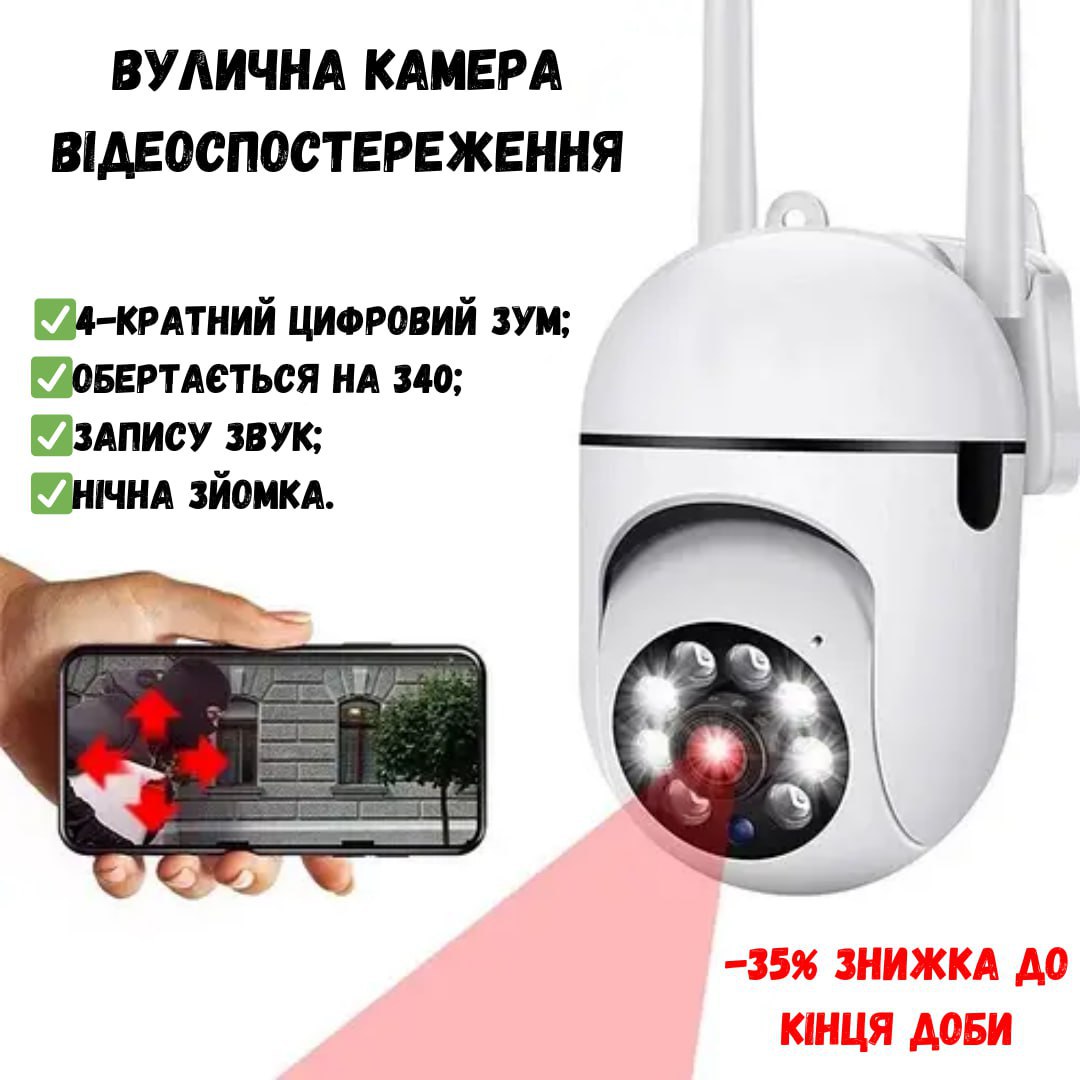 ВУЛИЧНА КАМЕРА
ВІДЕОСПОСТЕРЕЖЕННЯ
✅4-КРАТНИЙ ЦИФРОВИЙ ЗУМ;
✅ОБЕРТАЄТЬСЯ НА 340;
✅ЗАПИСУ ЗВУК;
✅НІЧНА ЗЙОМКА.
-35% ЗНИЖКА ДО
КІНЦЯ ДОБИ